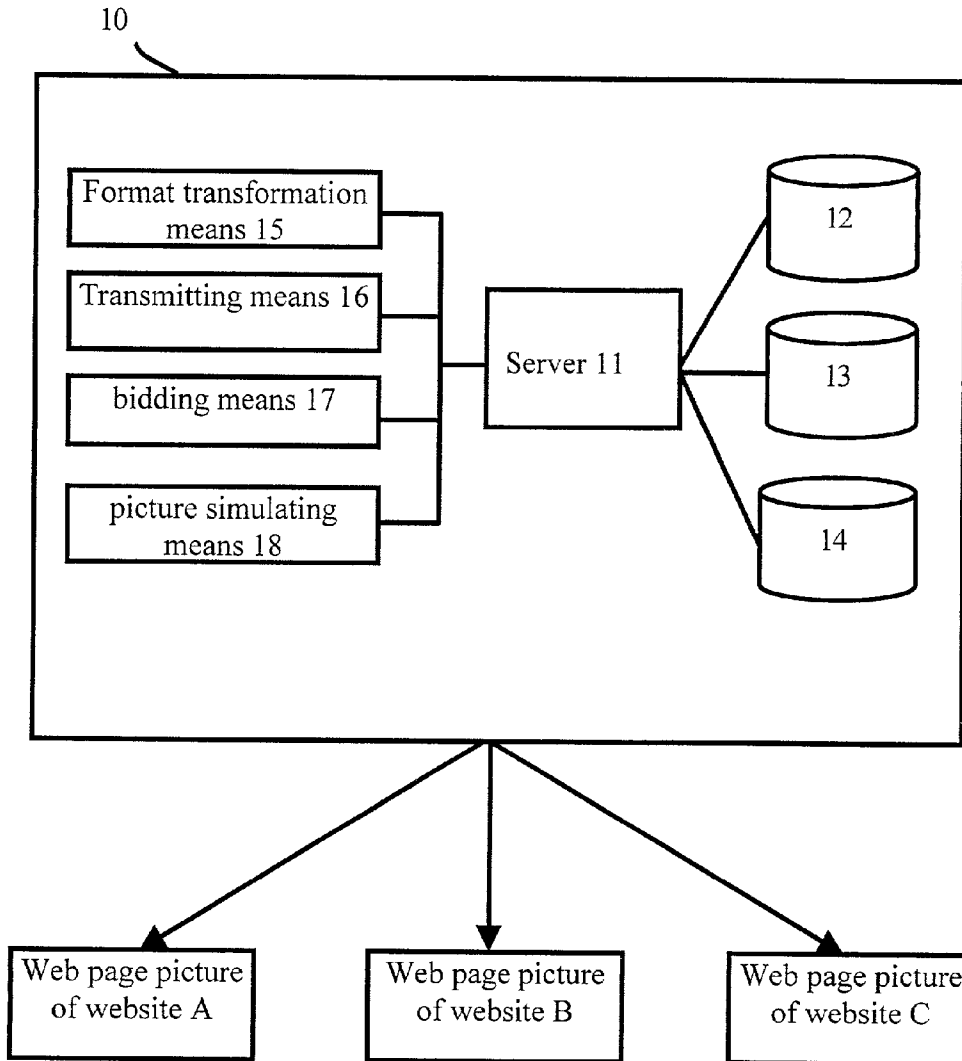 10
Format transformation
means 15
Transmitting means 16
bidding means 17
picture simulating
means 18
Server 11
12
13
14
Web page picture
of website A
Web page picture
of website B
Web page picture
of website C